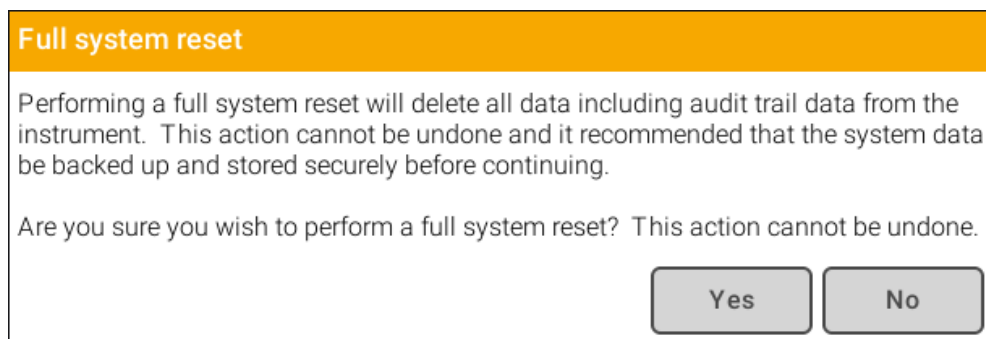 Full system reset
Performing a full system reset will delete all data including audit trail data from the
instrument.  This action cannot be undone and it recommended that the system data
be backed up and stored securely before continuing.
Are you sure you wish to perform a full system reset?  This action cannot be undone.
Yes No